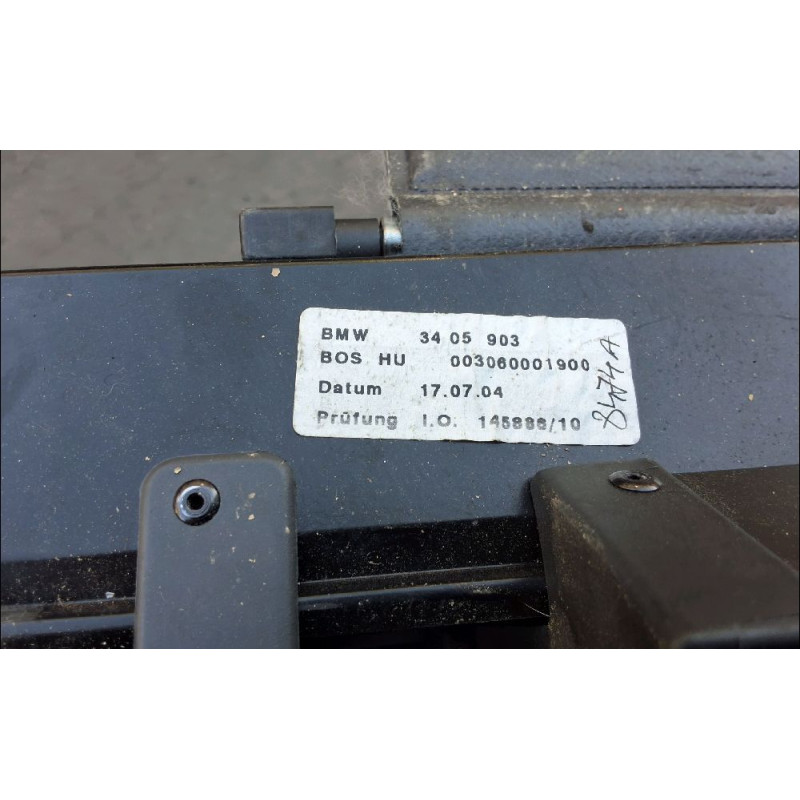 BMW 34 05 903
BOS HU 003060001900
Datum 17.07.04
Prüfung I.O. 145886/10
8474A